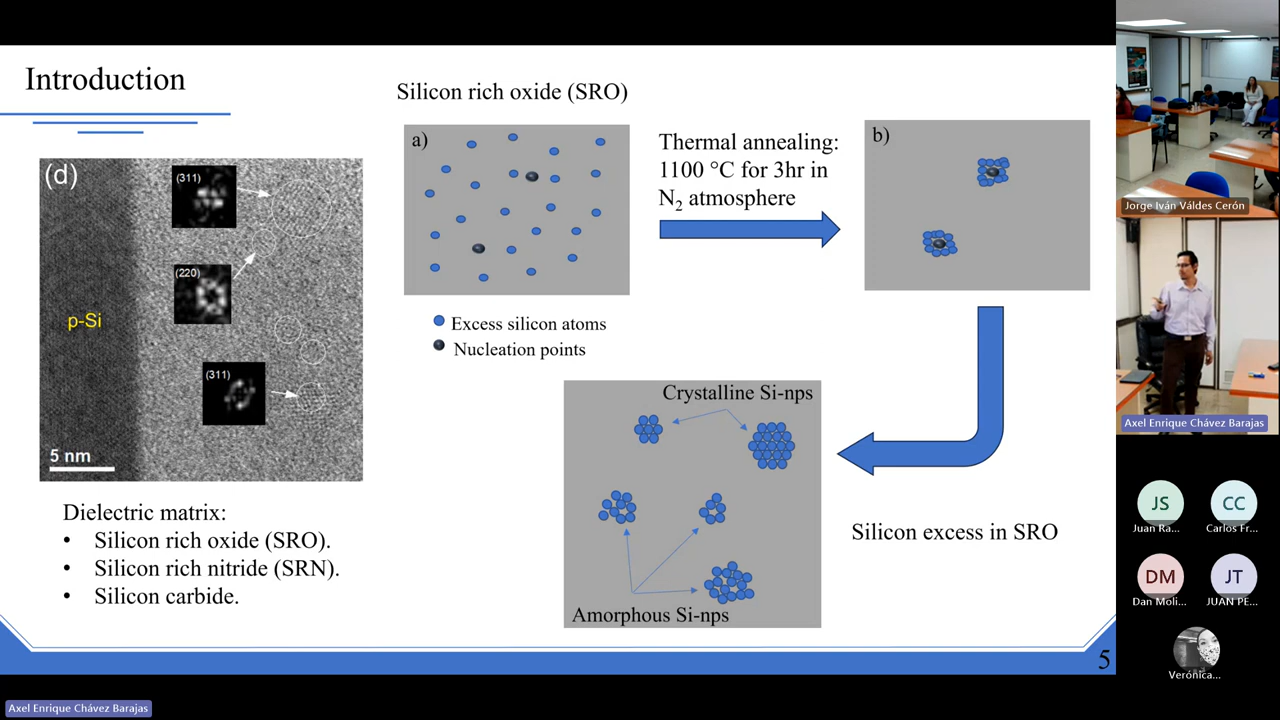 Introduction
Silicon rich oxide (SRO)
(d)
(311)
(220)
p-Si
(311)
5 nm
a)
Thermal annealing:
1100 °C for 3hr in
N₂ atmosphere
b)
Excess silicon atoms
Nucleation points
Crystalline Si-nps
Amorphous Si-nps
Silicon excess in SRO
Dielectric matrix:
• Silicon rich oxide (SRO).
• Silicon rich nitride (SRN).
• Silicon carbide.
5
Jorge Iván Váldes Cerón
Axel Enrique Chávez Barajas
JS
Juan Ra...
CC
Carlos Fr...
DM
Dan Moli...
JT
JUAN PE...
Verónica...
Axel Enrique Chávez Barajas